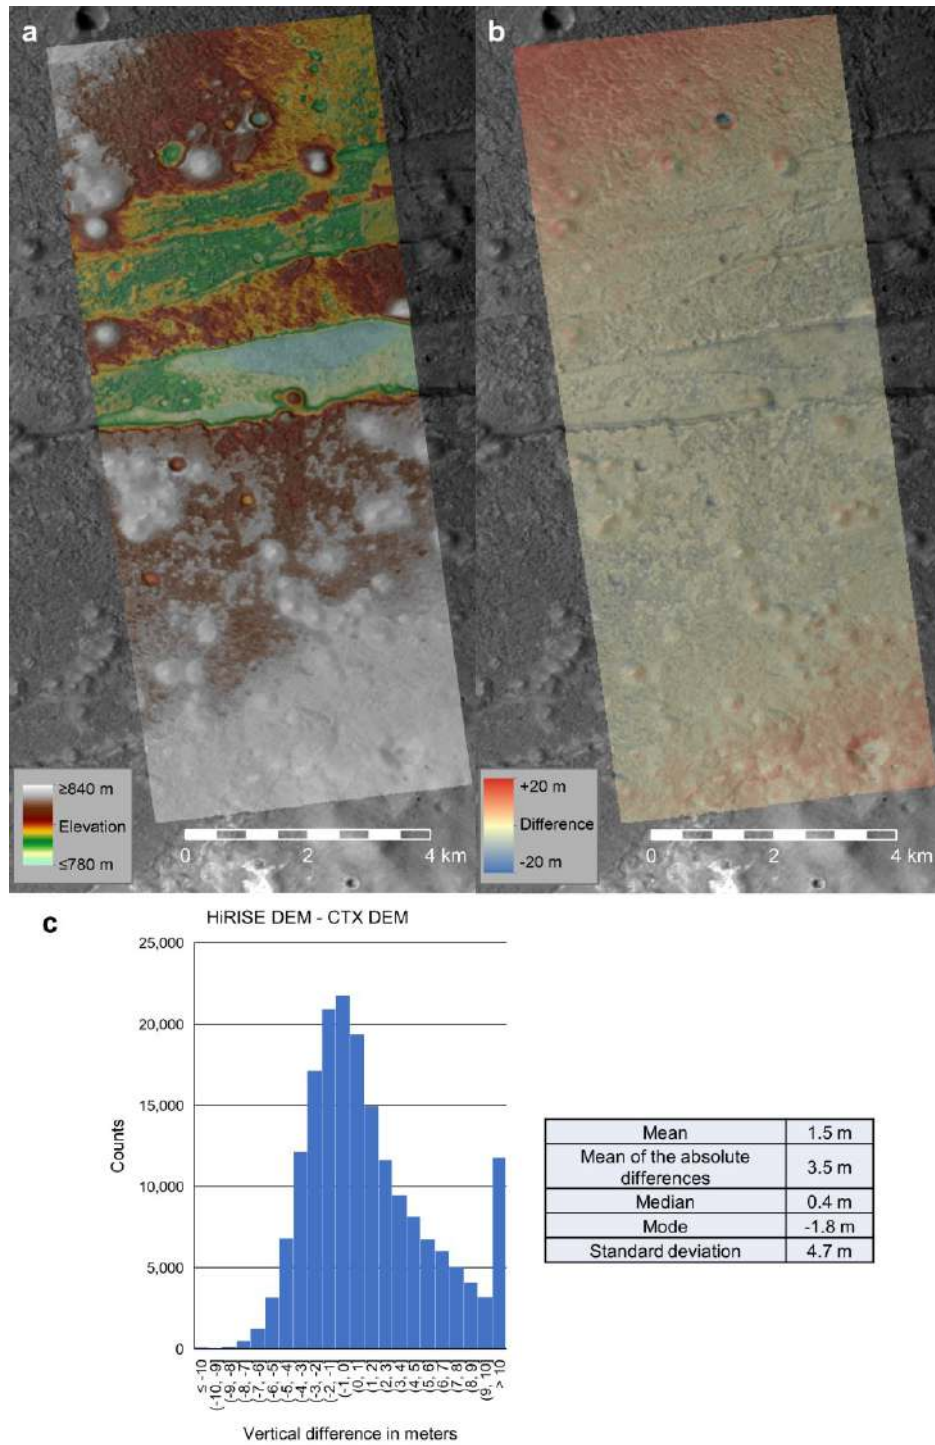 a
b
≥840 m
Elevation
≤780 m
0 2 4 km
+20 m
Difference
-20 m
0 2 4 km
c
HiRISE DEM - CTX DEM
25,000
20,000
15,000
10,000
5,000
0
Counts
≤ -10
(-10, -9]
(-9, -8]
(-8, -7]
(-7, -6]
(-6, -5]
(-5, -4]
(-4, -3]
(-3, -2]
(-2, -1]
(-1, 0]
(0, 1]
(1, 2]
(2, 3]
(3, 4]
(4, 5]
(5, 6]
(6, 7]
(7, 8]
(8, 9]
(9, 10]
> 10
Vertical difference in meters
Mean 1.5 m
Mean of the absolute
differences 3.5 m
Median 0.4 m
Mode -1.8 m
Standard deviation 4.7 m